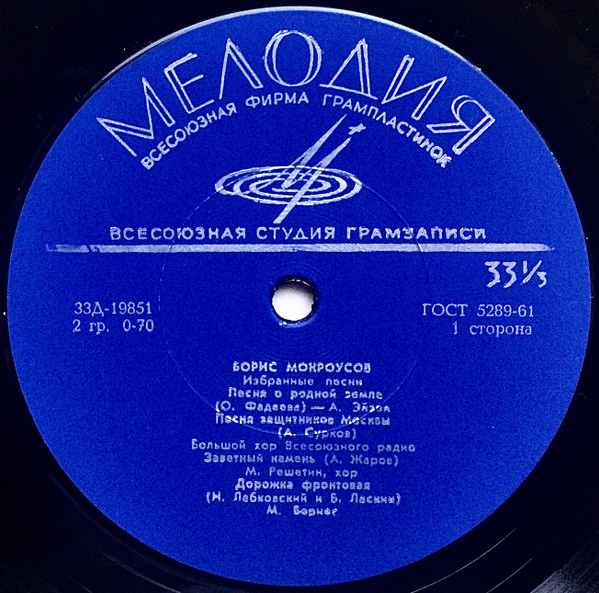 МЕЛОДИЯ
ВСЕСОЮЗНАЯ ФИРМА ГРАМПЛАСТИНОК
ВСЕСОЮЗНАЯ СТУДИЯ ГРАМЗАПИСИ
33⅓
33Д-19851
2 гр. 0-70
ГОСТ 5289-61
1 сторона
БОРИС МОКРОУСОВ
Избранные песни
Песня о родной земле
(О. Фадеева) — А. Эйзен
Песня защитников Москвы
(А. Сурков)
Большой хор Всесоюзного радио
Заветный камень (А. Жаров)
М. Решетин, хор
Дорожка фронтовая
(Н. Лабковский и Б. Ласкин)
М. Бернес